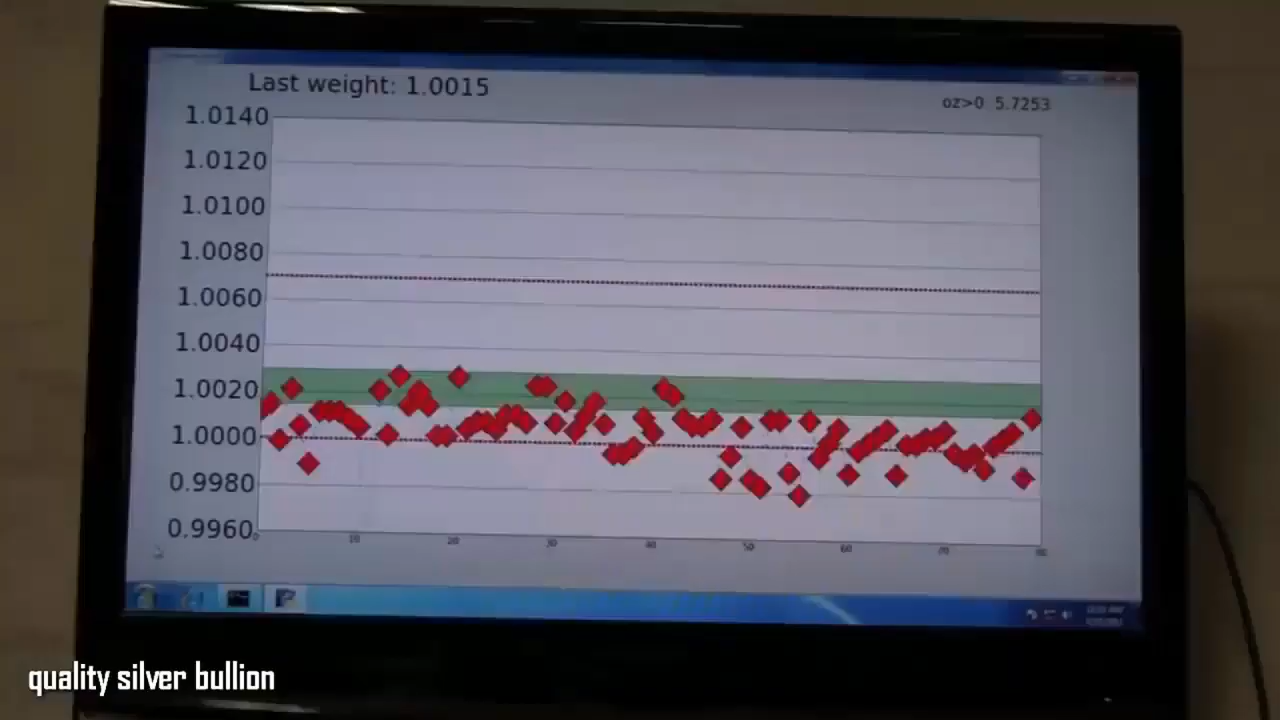 Last weight: 1.0015
oz>0 5.7253
1.0140
1.0120
1.0100
1.0080
1.0060
1.0040
1.0020
1.0000
0.9980
0.9960
0 10 20 30 40 50 60 70 80
quality silver bullion